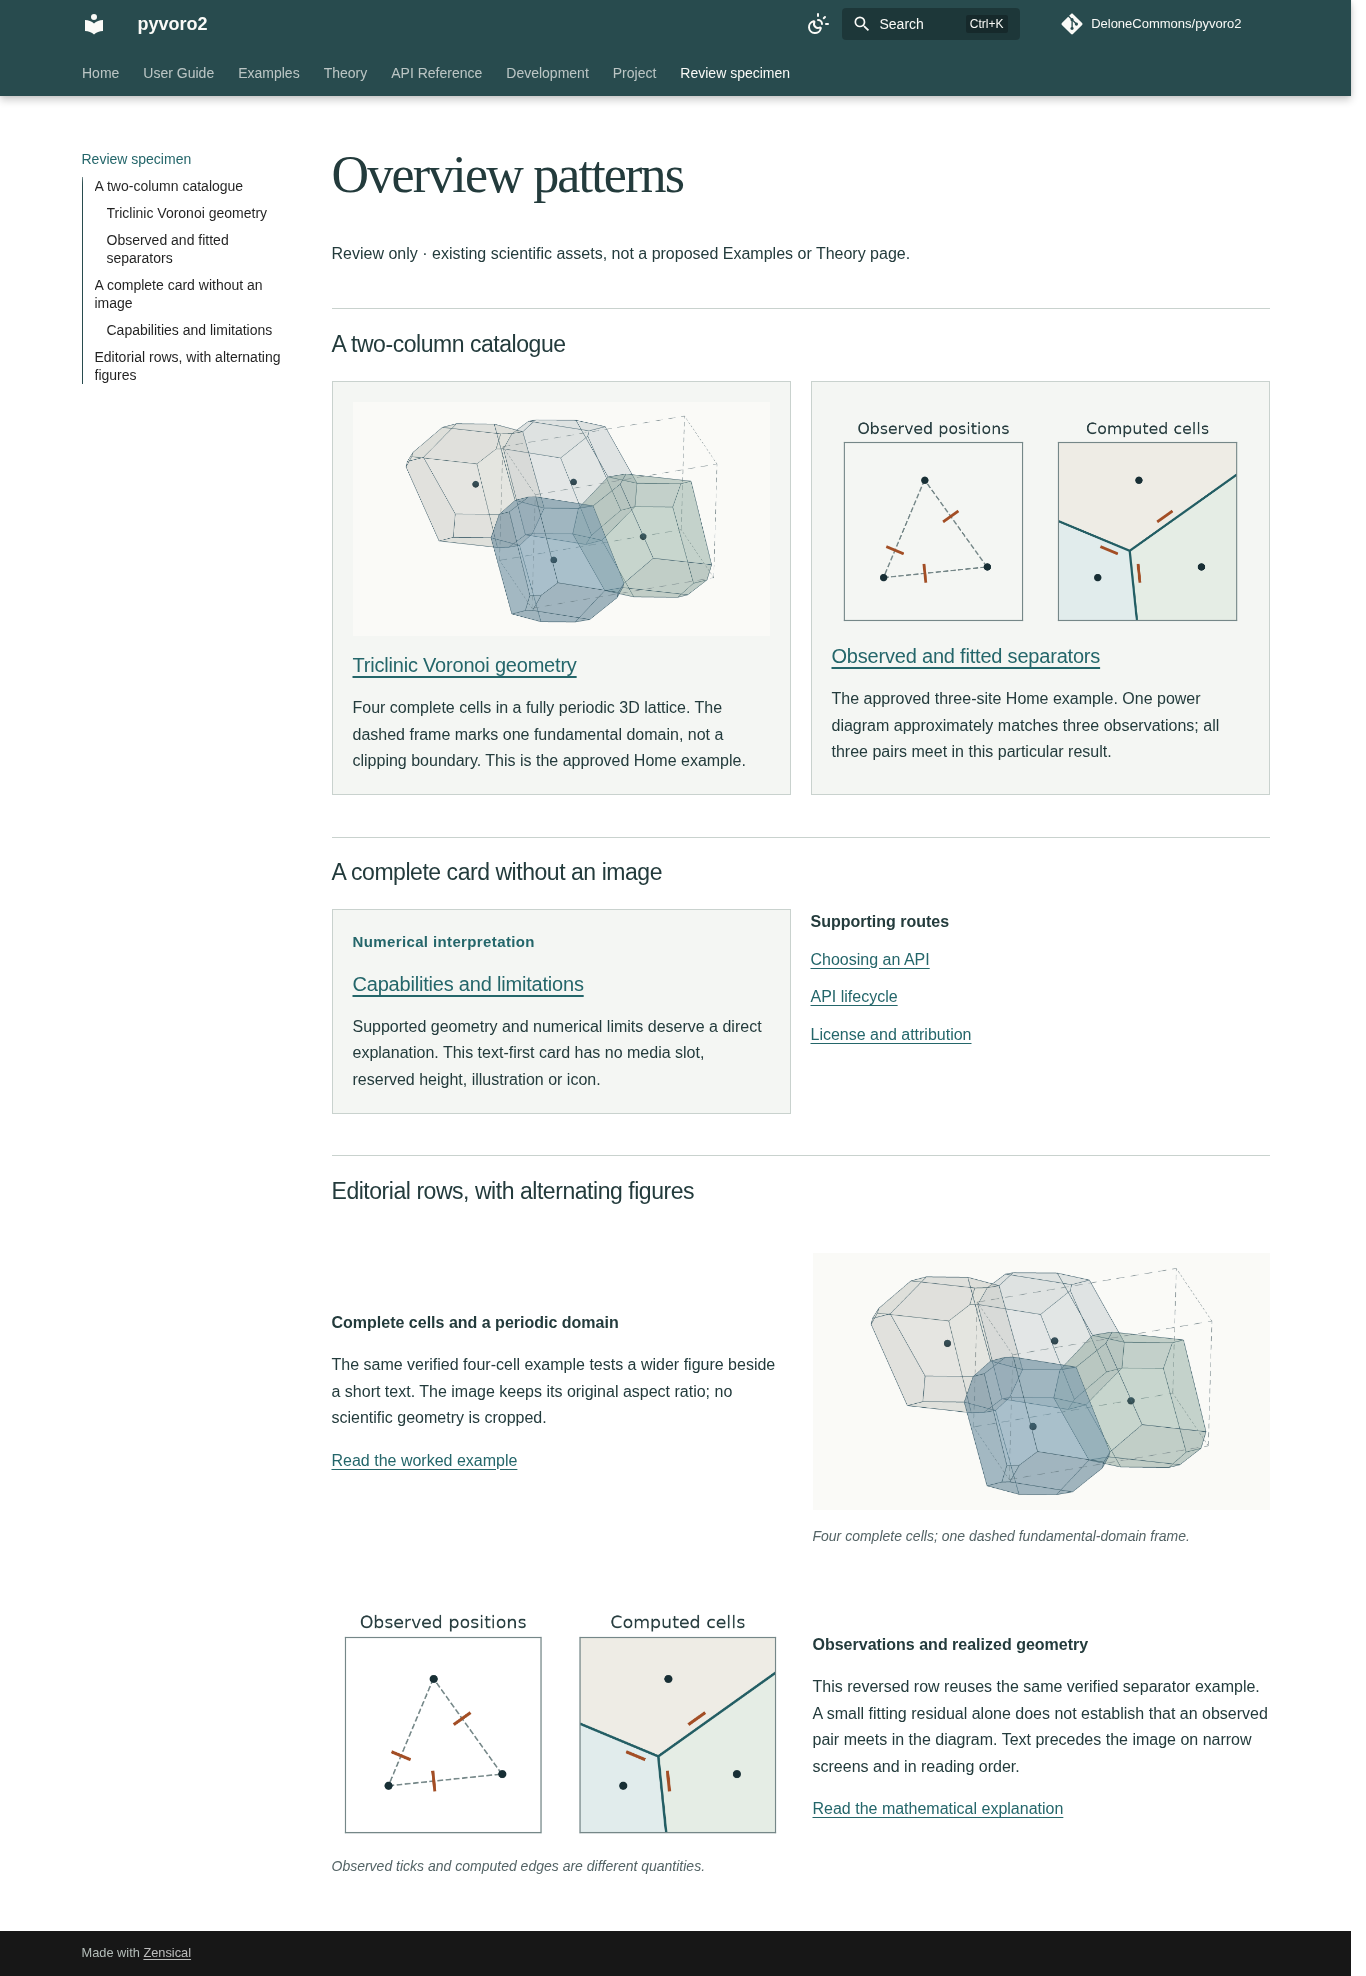 pyvoro2
Search
Ctrl+K
DeloneCommons/pyvoro2
Home
User Guide
Examples
Theory
API Reference
Development
Project
Review specimen
Review specimen
A two-column catalogue
Triclinic Voronoi geometry
Observed and fitted
separators
A complete card without an
image
Capabilities and limitations
Editorial rows, with alternating
figures
Overview patterns
Review only · existing scientific assets, not a proposed Examples or Theory page.
A two-column catalogue
Triclinic Voronoi geometry
Four complete cells in a fully periodic 3D lattice. The
dashed frame marks one fundamental domain, not a
clipping boundary. This is the approved Home example.
Observed positions
Computed cells
Observed and fitted separators
The approved three-site Home example. One power
diagram approximately matches three observations; all
three pairs meet in this particular result.
A complete card without an image
Numerical interpretation
Capabilities and limitations
Supported geometry and numerical limits deserve a direct
explanation. This text-first card has no media slot,
reserved height, illustration or icon.
Supporting routes
Choosing an API
API lifecycle
License and attribution
Editorial rows, with alternating figures
Complete cells and a periodic domain
The same verified four-cell example tests a wider figure beside
a short text. The image keeps its original aspect ratio; no
scientific geometry is cropped.
Read the worked example
Four complete cells; one dashed fundamental-domain frame.
Observed positions
Computed cells
Observed ticks and computed edges are different quantities.
Observations and realized geometry
This reversed row reuses the same verified separator example.
A small fitting residual alone does not establish that an observed
pair meets in the diagram. Text precedes the image on narrow
screens and in reading order.
Read the mathematical explanation
Made with Zensical